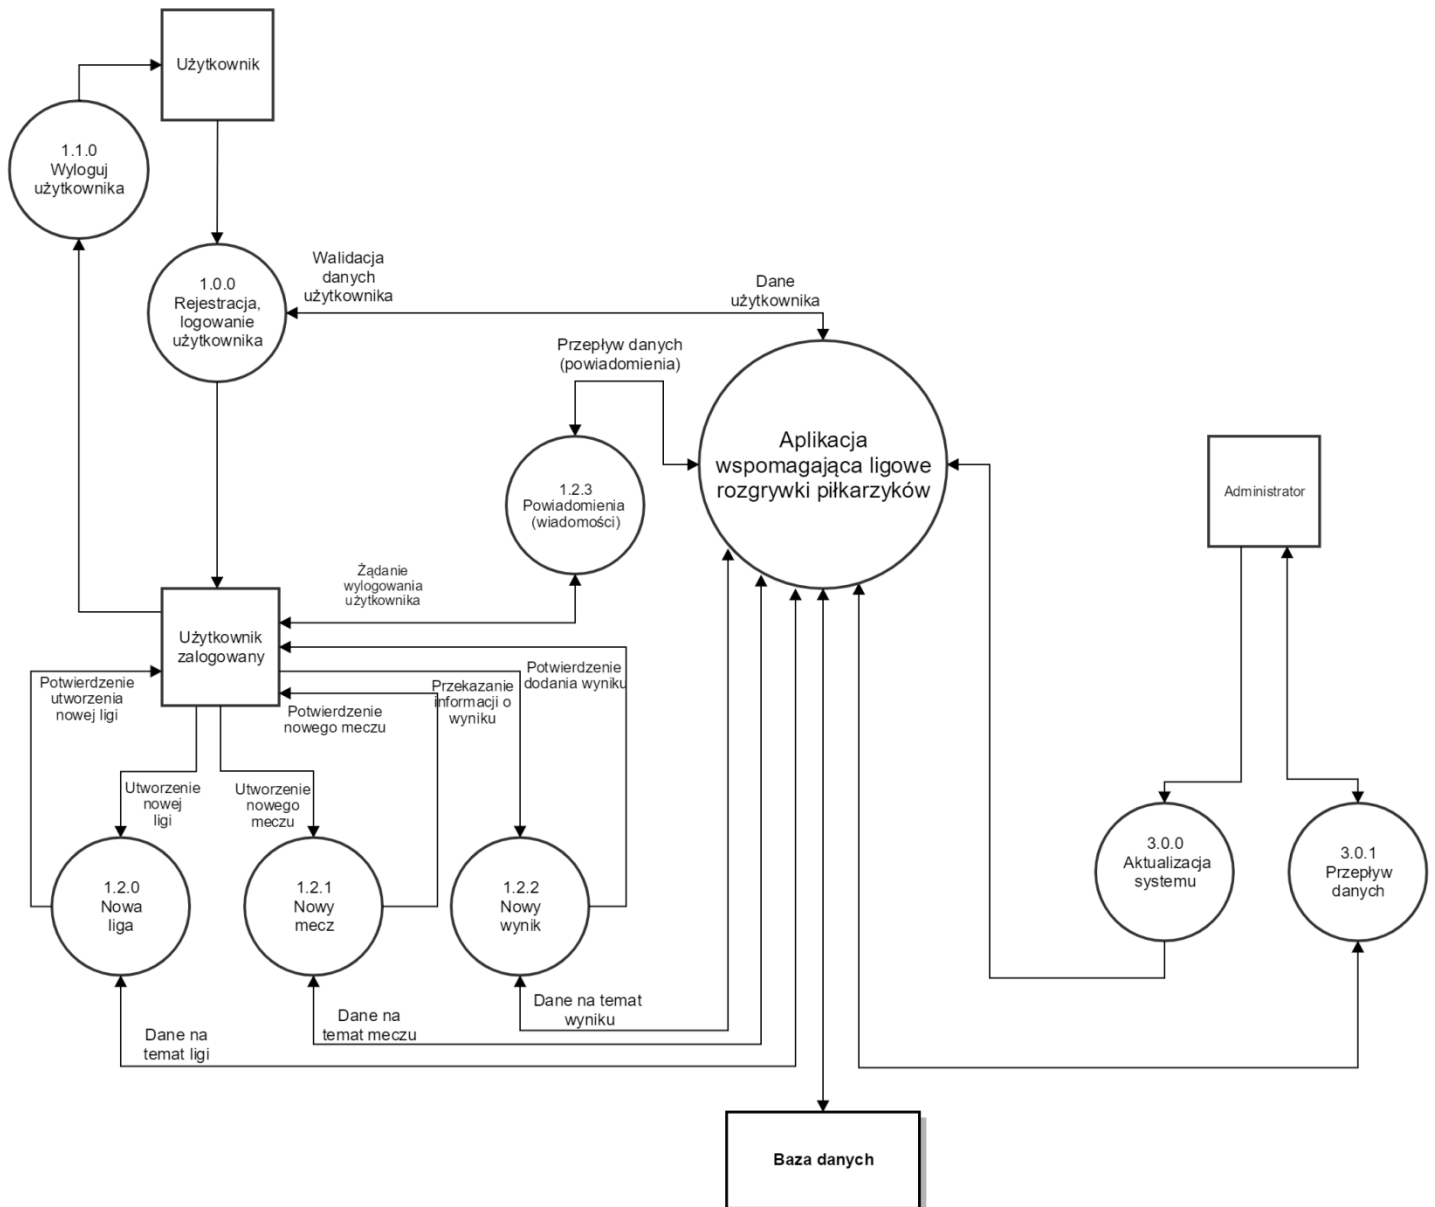 Użytkownik
1.1.0
Wyloguj
użytkownika
1.0.0
Rejestracja,
logowanie
użytkownika
Walidacja
danych
użytkownika
Dane
użytkownika
Przepływ danych
(powiadomienia)
Aplikacja
wspomagająca ligowe
rozgrywki piłkarzyków
1.2.3
Powiadomienia
(wiadomości)
Administrator
Żądanie
wylogowania
użytkownika
Użytkownik
zalogowany
Potwierdzenie
utworzenia
nowej ligi
Potwierdzenie
nowego meczu
Przekazanie
informacji o
wyniku
Potwierdzenie
dodania wyniku
Utworzenie
nowej
ligi
Utworzenie
nowego
meczu
1.2.0
Nowa
liga
1.2.1
Nowy
mecz
1.2.2
Nowy
wynik
3.0.0
Aktualizacja
systemu
3.0.1
Przepływ
danych
Dane na
temat ligi
Dane na
temat meczu
Dane na temat
wyniku
Baza danych